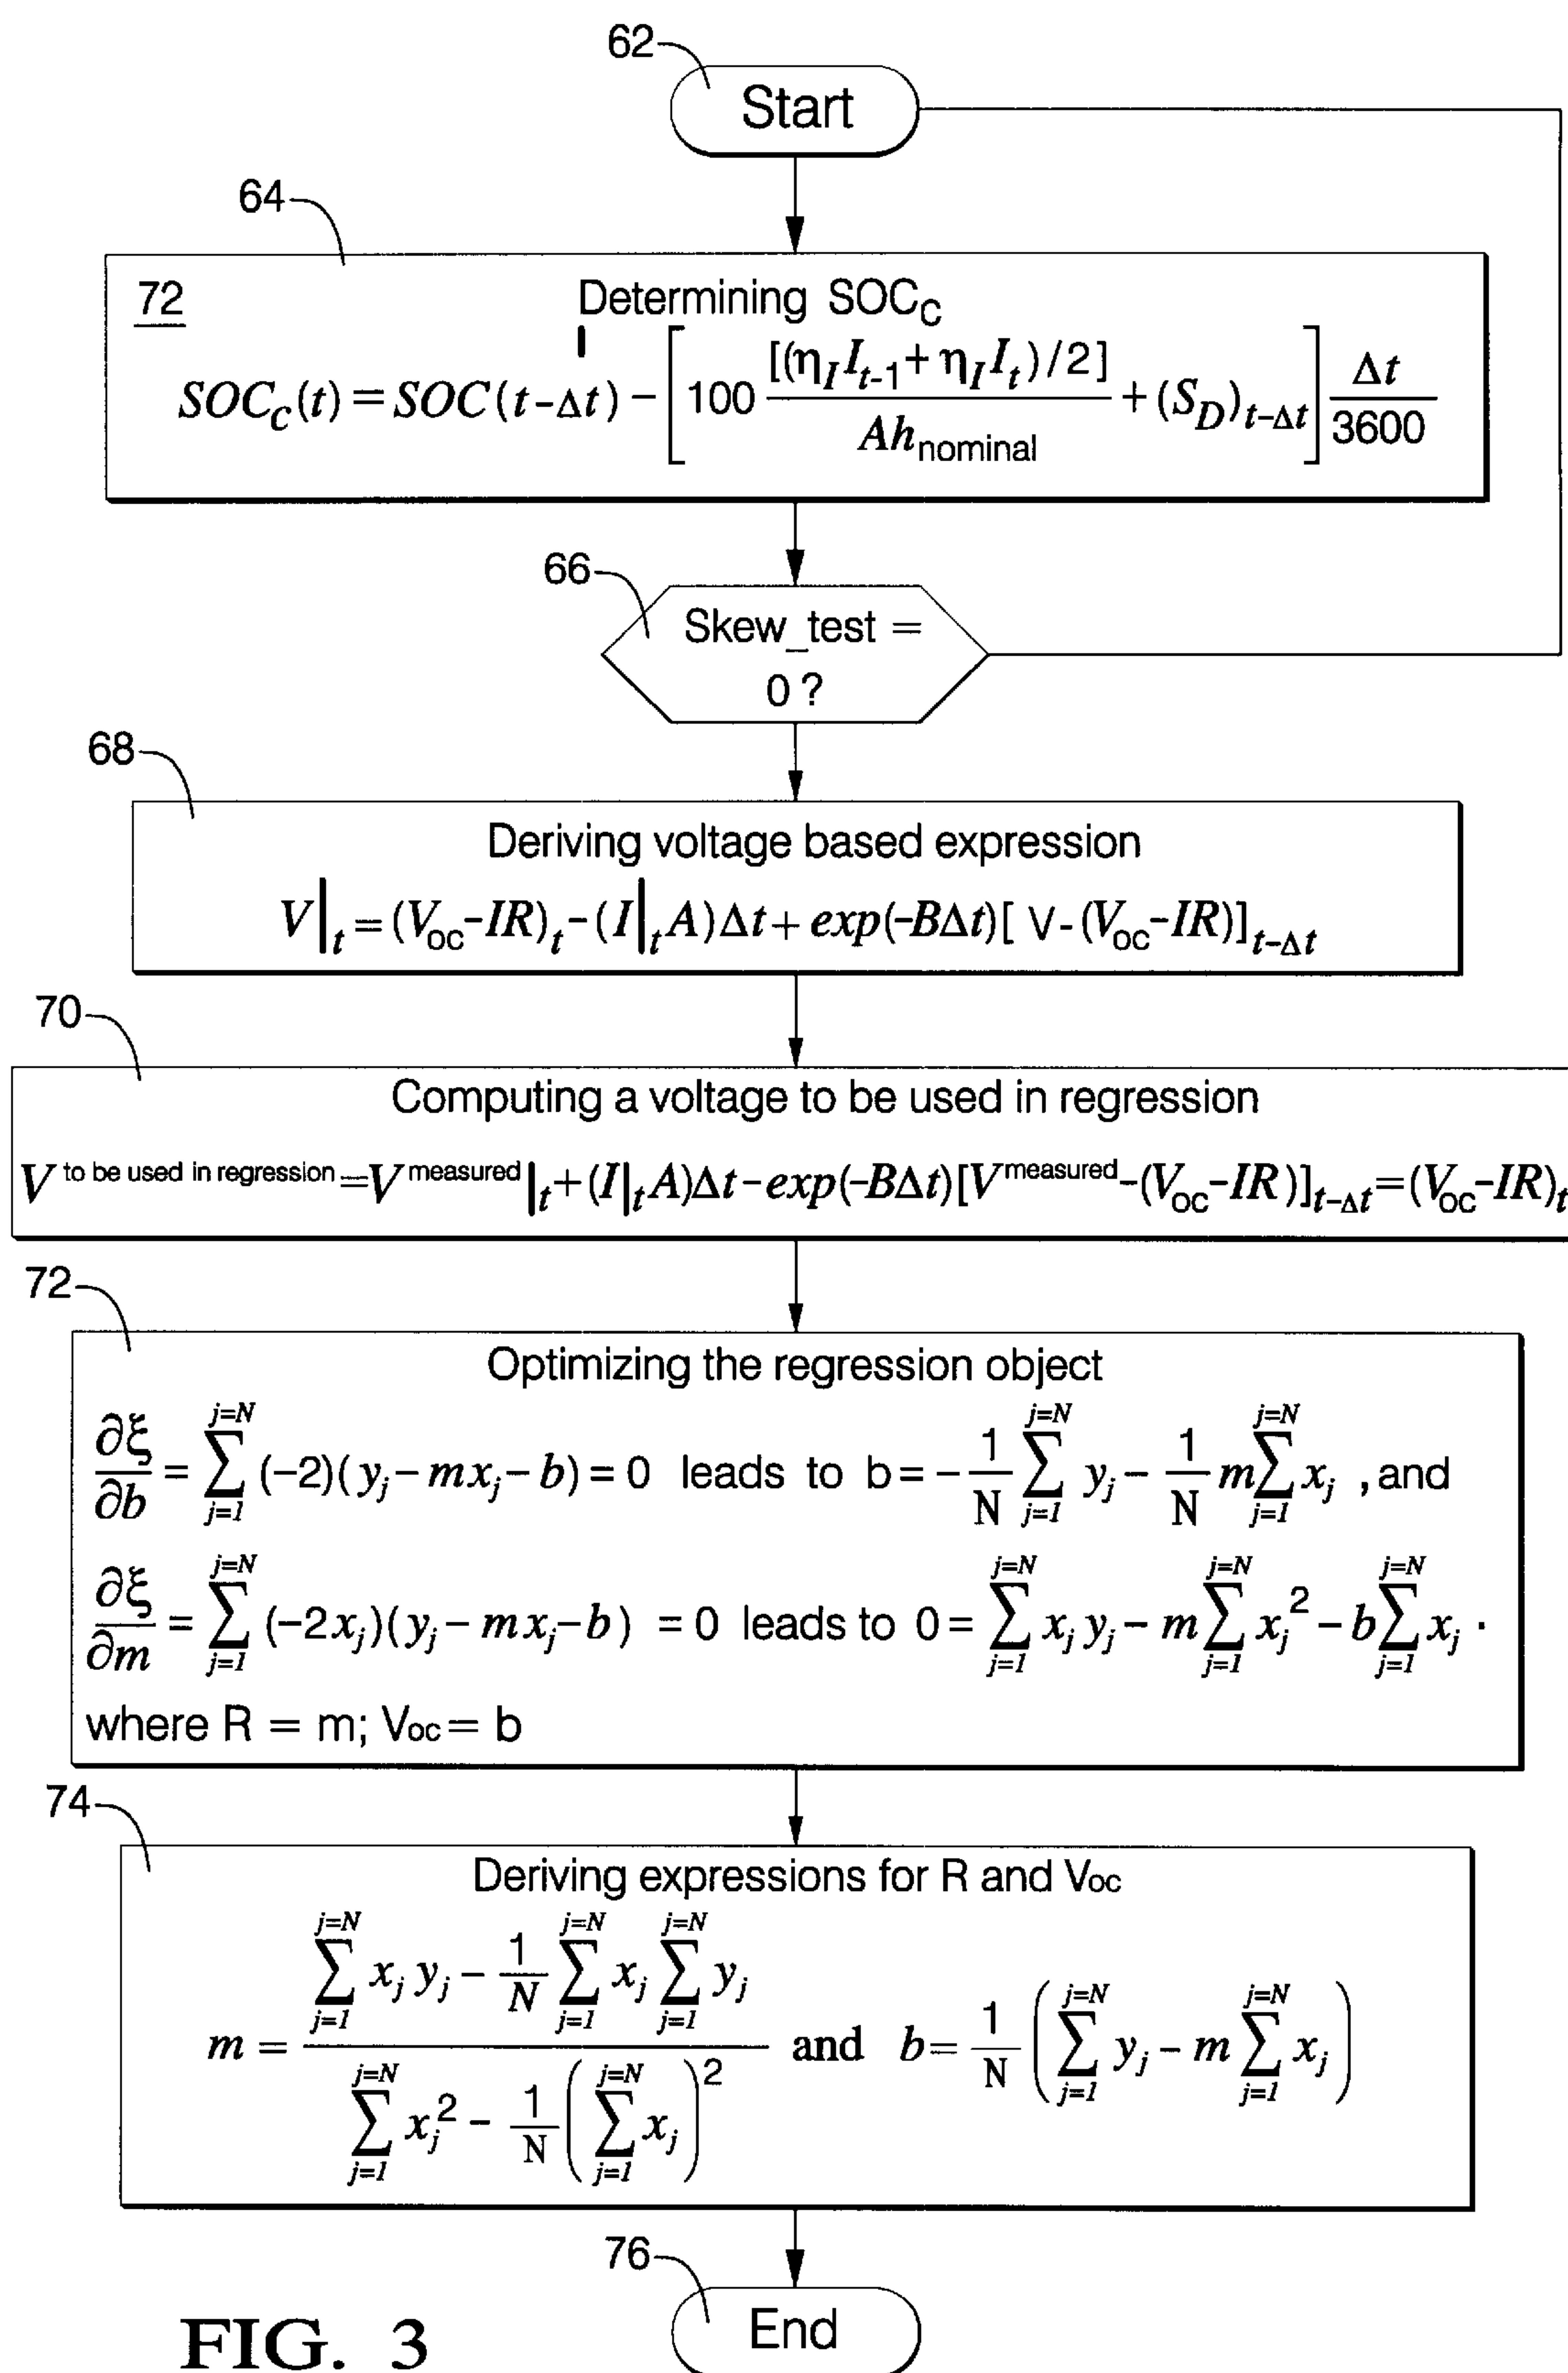 62
Start
64
72
Determining SOC_C
SOC_C(t) = SOC(t-Δt) - [100 [(η_I I_{t-1} + η_I I_t)/2] / Ah_nominal + (S_D)_{t-Δt}] Δt/3600
66
Skew_test =
0 ?
68
Deriving voltage based expression
V|_t = (V_oc-IR)_t - (I|_t A)Δt + exp(-BΔt)[ V - (V_oc-IR)]_{t-Δt}
70
Computing a voltage to be used in regression
V^{to be used in regression} = V^{measured}|_t + (I|_t A)Δt - exp(-BΔt)[V^{measured} - (V_oc-IR)]_{t-Δt} = (V_oc-IR)_t
72
Optimizing the regression object
∂ξ/∂b = Σ_{j=1}^{j=N} (-2)(y_j - mx_j - b) = 0 leads to b = - 1/N Σ_{j=1}^{j=N} y_j - 1/N m Σ_{j=1}^{j=N} x_j , and
∂ξ/∂m = Σ_{j=1}^{j=N} (-2x_j)(y_j - mx_j - b) = 0 leads to 0 = Σ_{j=1}^{j=N} x_j y_j - m Σ_{j=1}^{j=N} x_j^2 - b Σ_{j=1}^{j=N} x_j .
where R = m; V_oc = b
74
Deriving expressions for R and V_oc
m = (Σ_{j=1}^{j=N} x_j y_j - 1/N Σ_{j=1}^{j=N} x_j Σ_{j=1}^{j=N} y_j) / (Σ_{j=1}^{j=N} x_j^2 - 1/N (Σ_{j=1}^{j=N} x_j)^2) and b = 1/N (Σ_{j=1}^{j=N} y_j - m Σ_{j=1}^{j=N} x_j)
76
End
FIG. 3